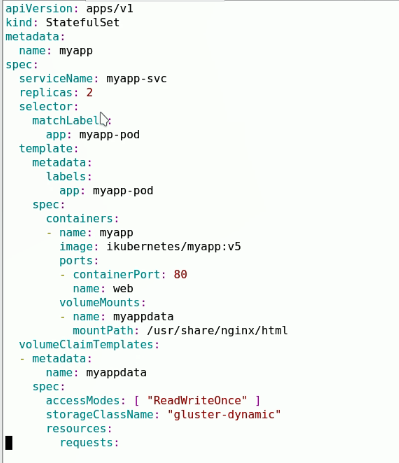 apiVersion: apps/v1
kind: StatefulSet
metadata:
  name: myapp
spec:
  serviceName: myapp-svc
  replicas: 2
  selector:
    matchLabels:
      app: myapp-pod
  template:
    metadata:
      labels:
        app: myapp-pod
    spec:
      containers:
      - name: myapp
        image: ikubernetes/myapp:v5
        ports:
        - containerPort: 80
          name: web
        volumeMounts:
        - name: myappdata
          mountPath: /usr/share/nginx/html
  volumeClaimTemplates:
  - metadata:
      name: myappdata
    spec:
      accessModes: [ "ReadWriteOnce" ]
      storageClassName: "gluster-dynamic"
      resources:
        requests: